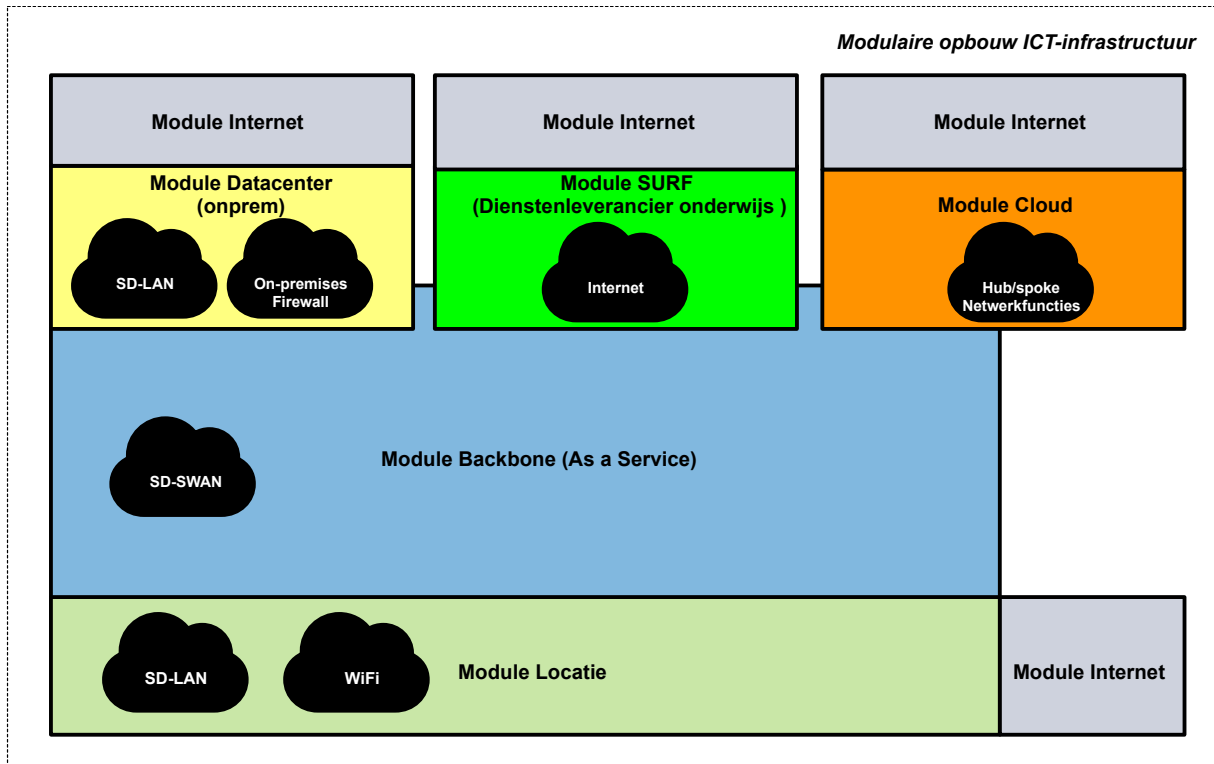 Modulaire opbouw ICT-infrastructuur
Module Internet
Module Internet
Module Internet
Module Datacenter
(onprem)
SD-LAN
On-premises
Firewall
Module SURF
(Dienstenleverancier onderwijs )
Internet
Module Cloud
Hub/spoke
Netwerkfuncties
SD-SWAN
Module Backbone (As a Service)
SD-LAN
WiFi
Module Locatie
Module Internet